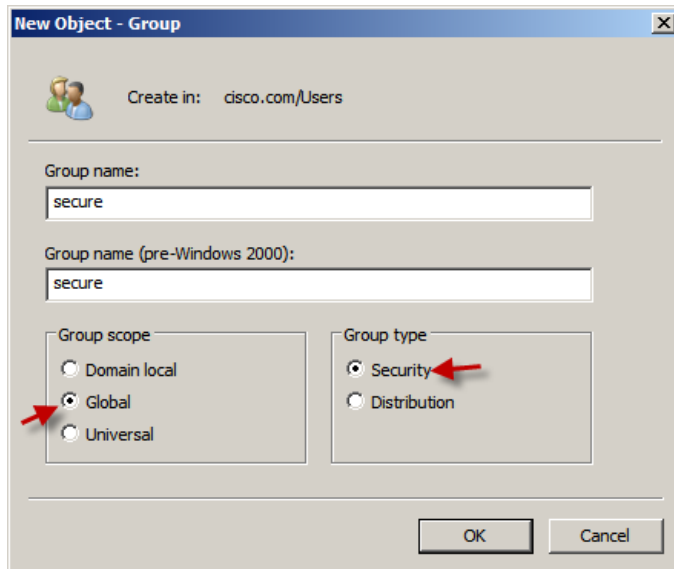 New Object - Group
Create in: cisco.com/Users
Group name:
secure
Group name (pre-Windows 2000):
secure
Group scope
Domain local
Global
Universal
Group type
Security
Distribution
OK
Cancel